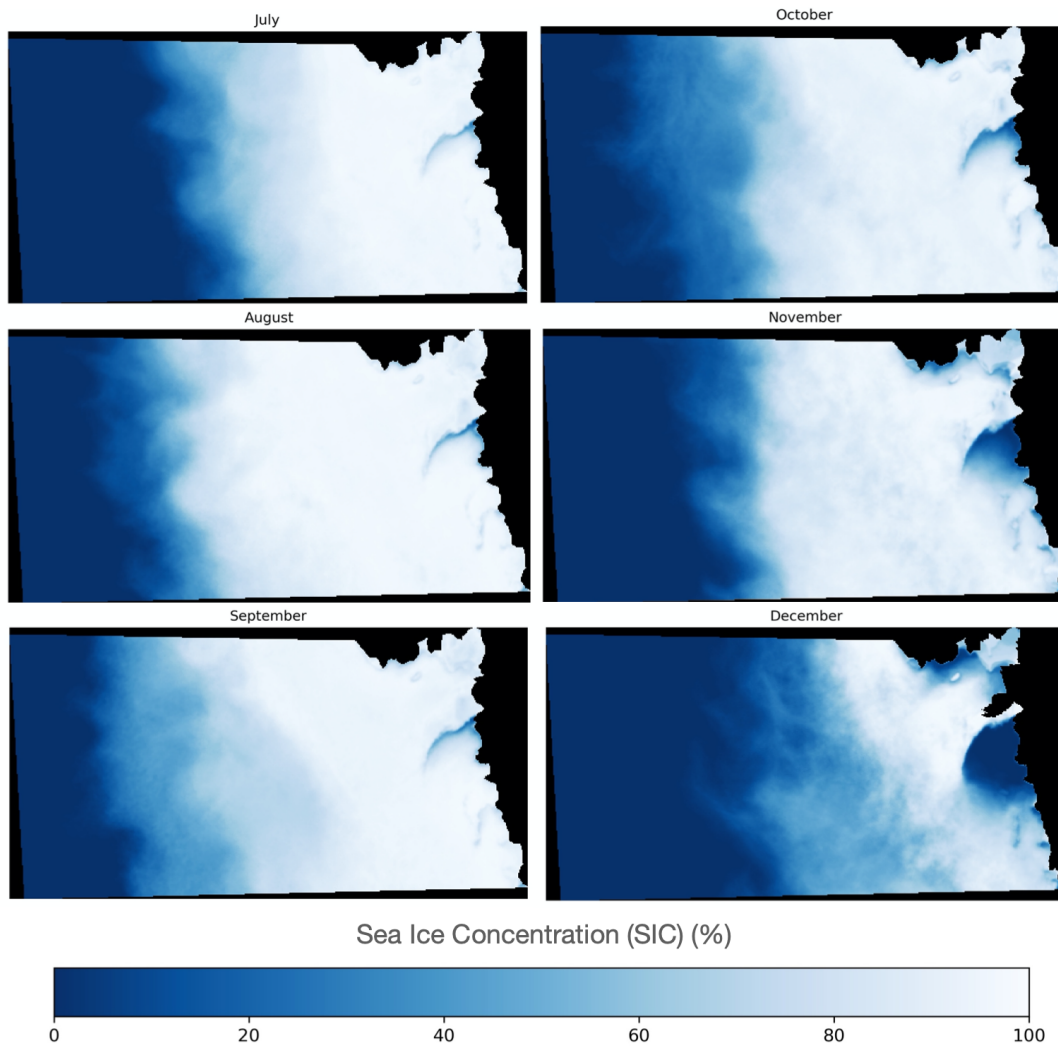 July
October
August
November
September
December
Sea Ice Concentration (SIC) (%)
0 20 40 60 80 100